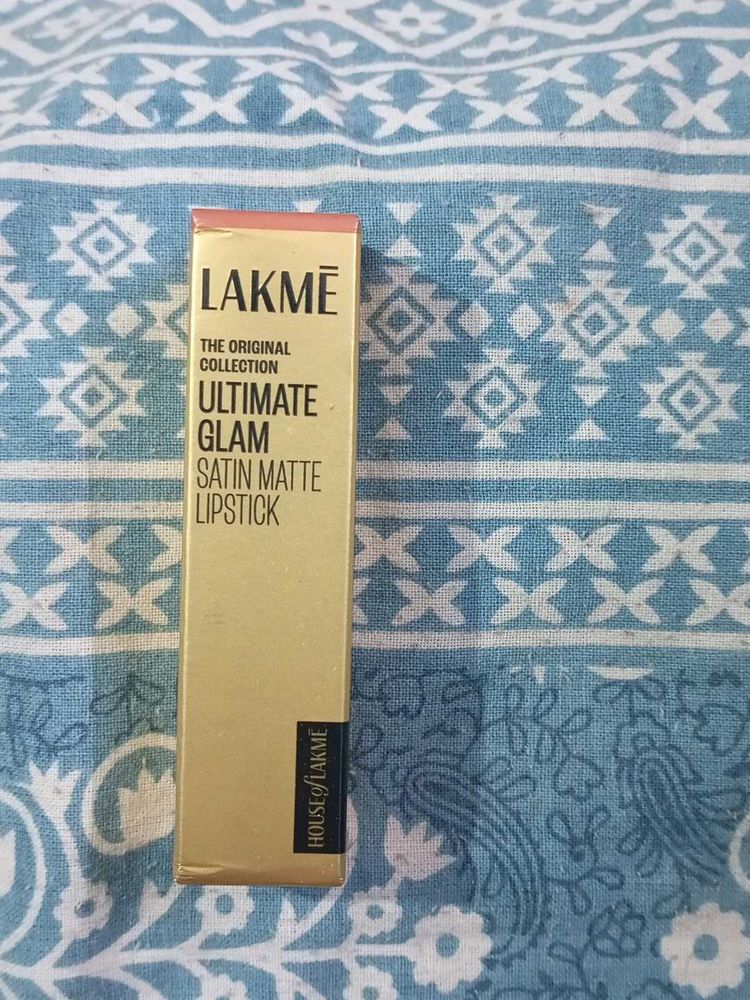 LAKMĒ
THE ORIGINAL
COLLECTION
ULTIMATE
GLAM
SATIN MATTE
LIPSTICK
HOUSE of LAKMĒ